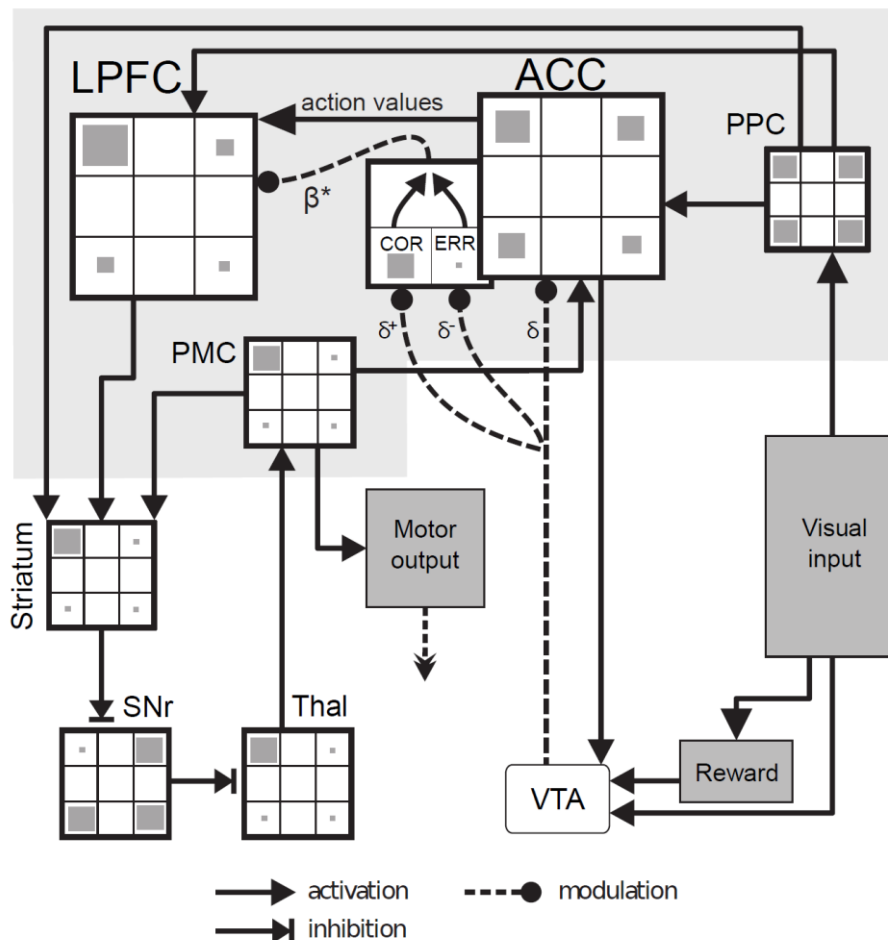 LPFC
ACC
action values
PPC
β*
COR
ERR
δ+
δ-
δ
PMC
Striatum
Motor
output
Visual
input
SNr
Thal
Reward
VTA
activation
modulation
inhibition